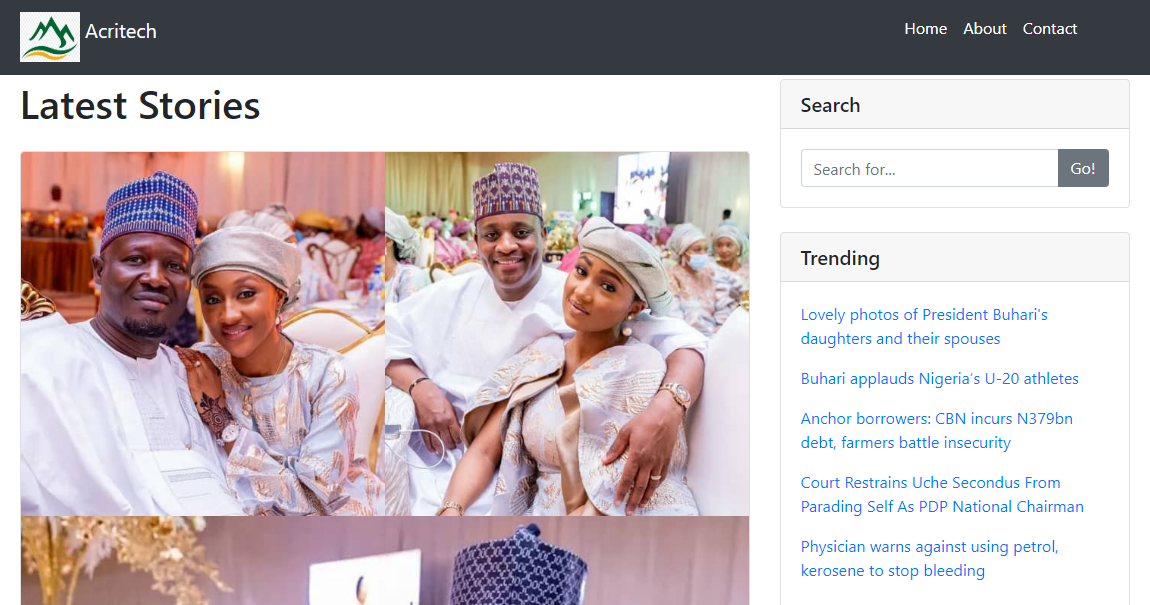 Acritech
Home
About
Contact
Latest Stories
Search
Search for...
Go!
Trending
Lovely photos of President Buhari's
daughters and their spouses
Buhari applauds Nigeria’s U-20 athletes
Anchor borrowers: CBN incurs N379bn
debt, farmers battle insecurity
Court Restrains Uche Secondus From
Parading Self As PDP National Chairman
Physician warns against using petrol,
kerosene to stop bleeding